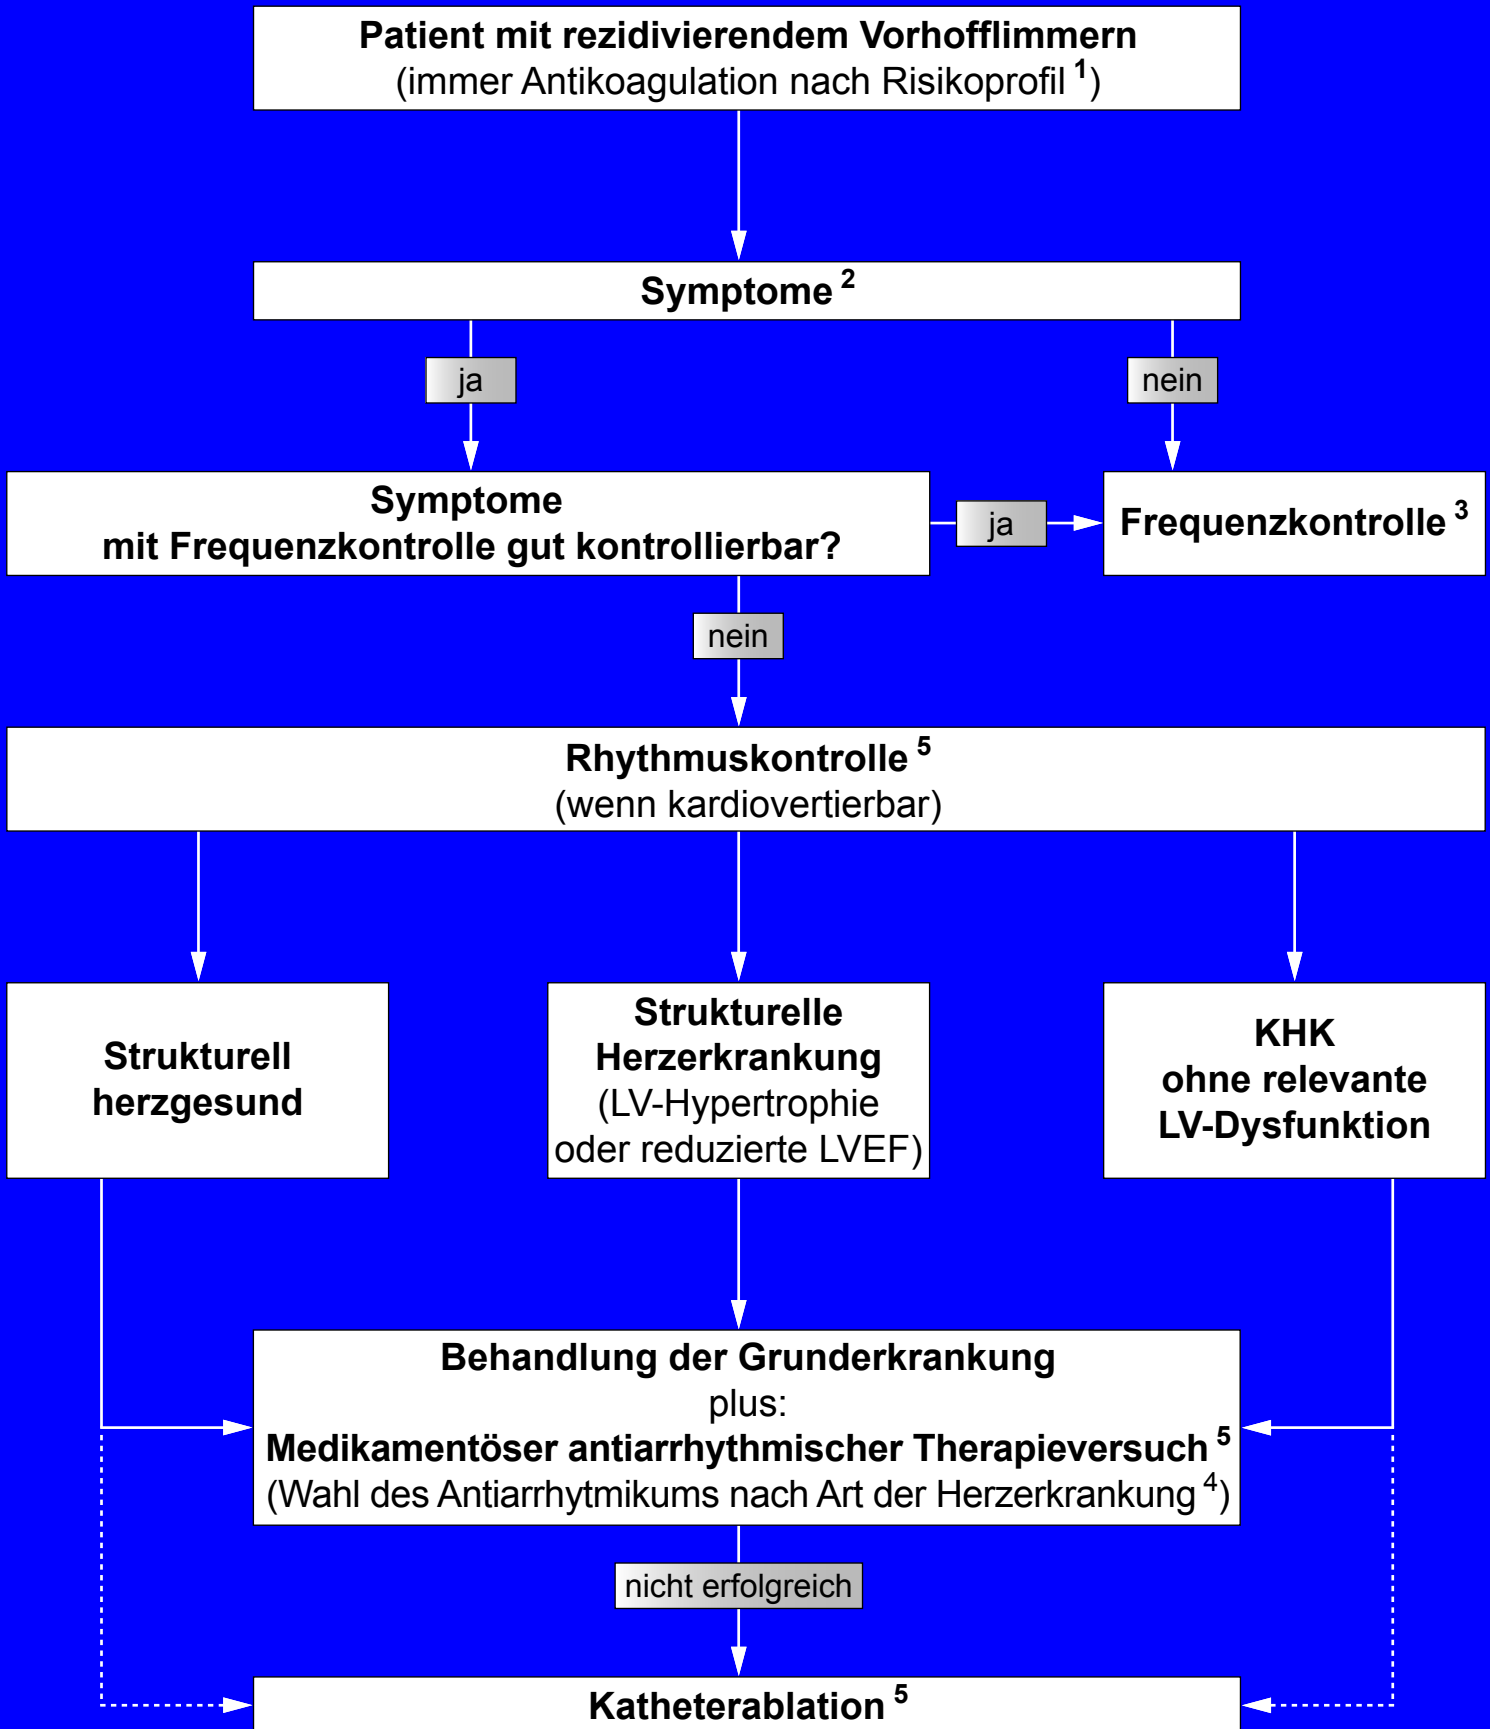 Patient mit rezidivierendem Vorhofflimmern
(immer Antikoagulation nach Risikoprofil 1)
Symptome 2
ja
nein
Symptome
mit Frequenzkontrolle gut kontrollierbar?
ja
Frequenzkontrolle 3
nein
Rhythmuskontrolle 5
(wenn kardiovertierbar)
Strukturell
herzgesund
Strukturelle
Herzerkrankung
(LV-Hypertrophie
oder reduzierte LVEF)
KHK
ohne relevante
LV-Dysfunktion
Behandlung der Grunderkrankung
plus:
Medikamentöser antiarrhythmischer Therapieversuch 5
(Wahl des Antiarrhytmikums nach Art der Herzerkrankung 4)
nicht erfolgreich
Katheterablation 5